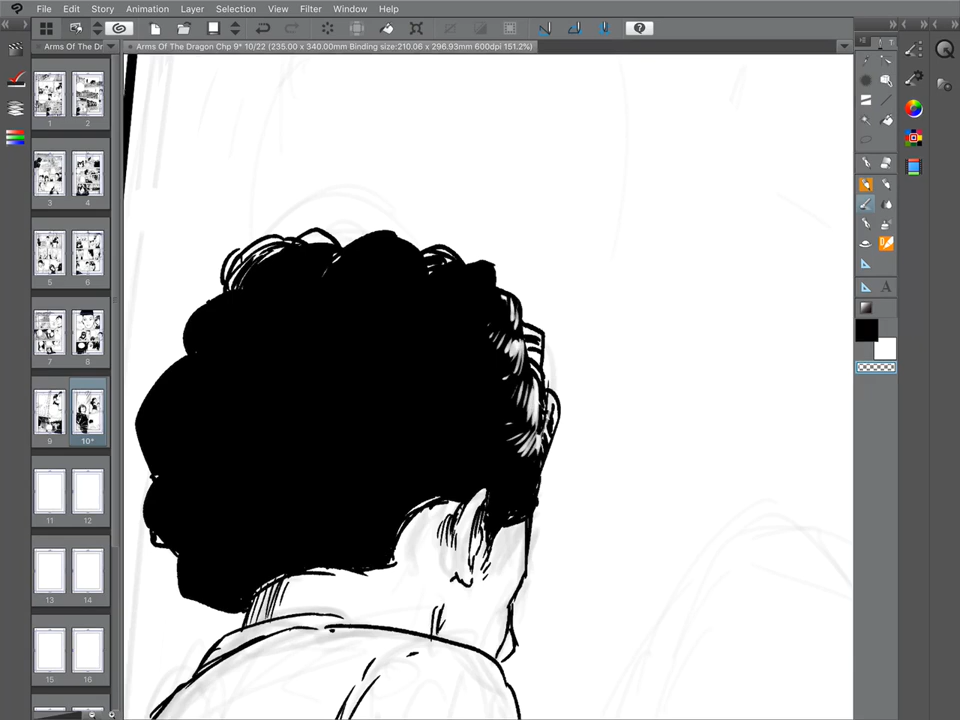 File Edit Story Animation Layer Selection View Filter Window Help
Arms Of The Dr
Arms Of The Dragon Chp 9* 10/22 (235.00 x 340.00mm Binding size:210.06 x 296.93mm 600dpi 151.2%)
1 2
3 4
5 6
7 8
9 10*
11 12
13 14
15 16
T
A